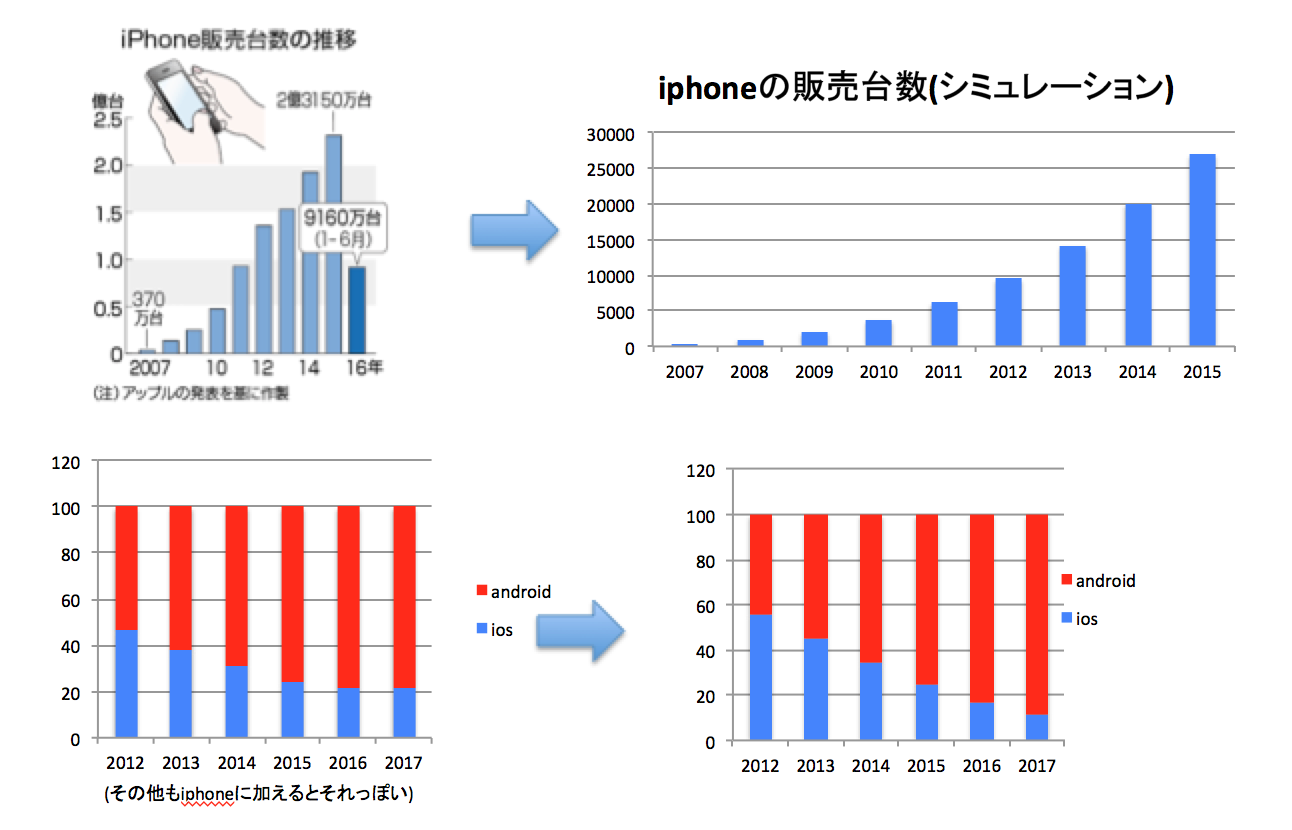 iPhone販売台数の推移
億台
2億3150万台
2.5
2.0
1.5
1.0
0.5
0
9160万台
(1-6月)
370
万台
2007 10 12 14 16年
(注)アップルの発表を基に作製
iphoneの販売台数(シミュレーション)
30000
25000
20000
15000
10000
5000
0
2007 2008 2009 2010 2011 2012 2013 2014 2015
120
100
80
60
40
20
0
2012 2013 2014 2015 2016 2017
(その他もiphoneに加えるとそれっぽい)
android
ios
120
100
80
60
40
20
0
2012 2013 2014 2015 2016 2017
android
ios